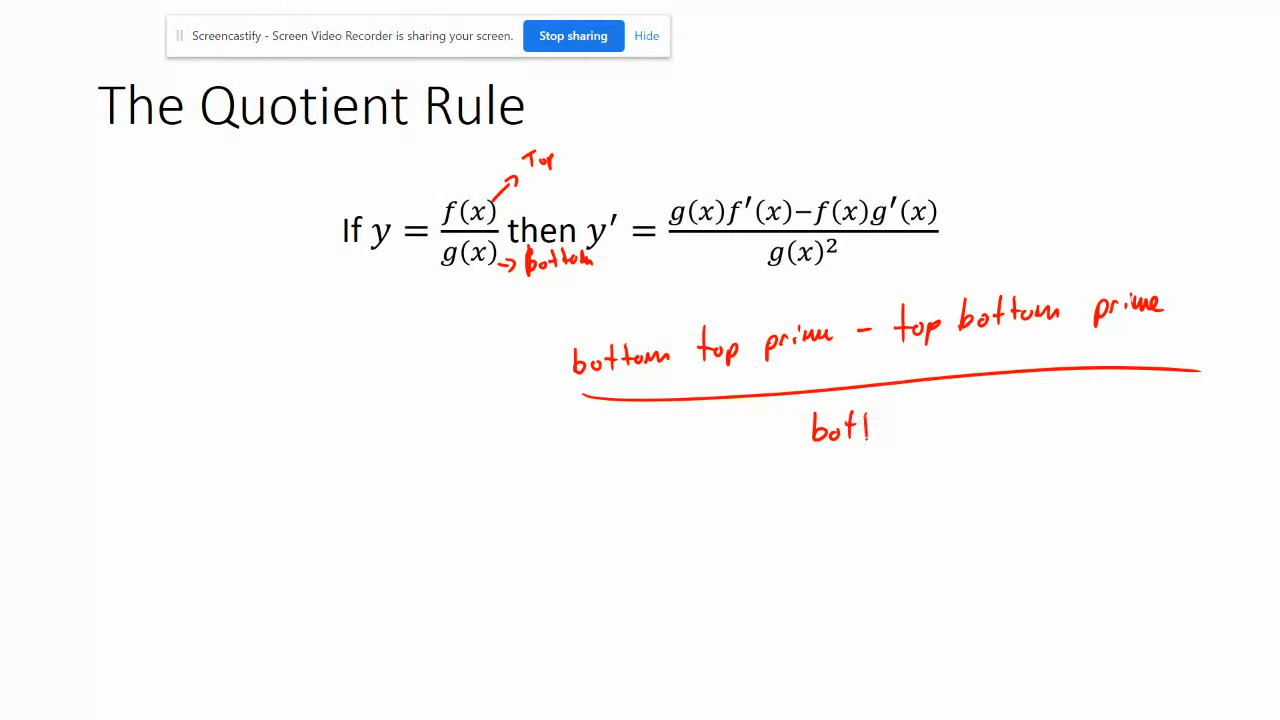 Screencastify - Screen Video Recorder is sharing your screen. Stop sharing Hide
The Quotient Rule
Top
If y = f(x)/g(x) then y′ = g(x)f′(x)−f(x)g′(x)/g(x)²
Bottom
bottom top prime - top bottom prime
bot